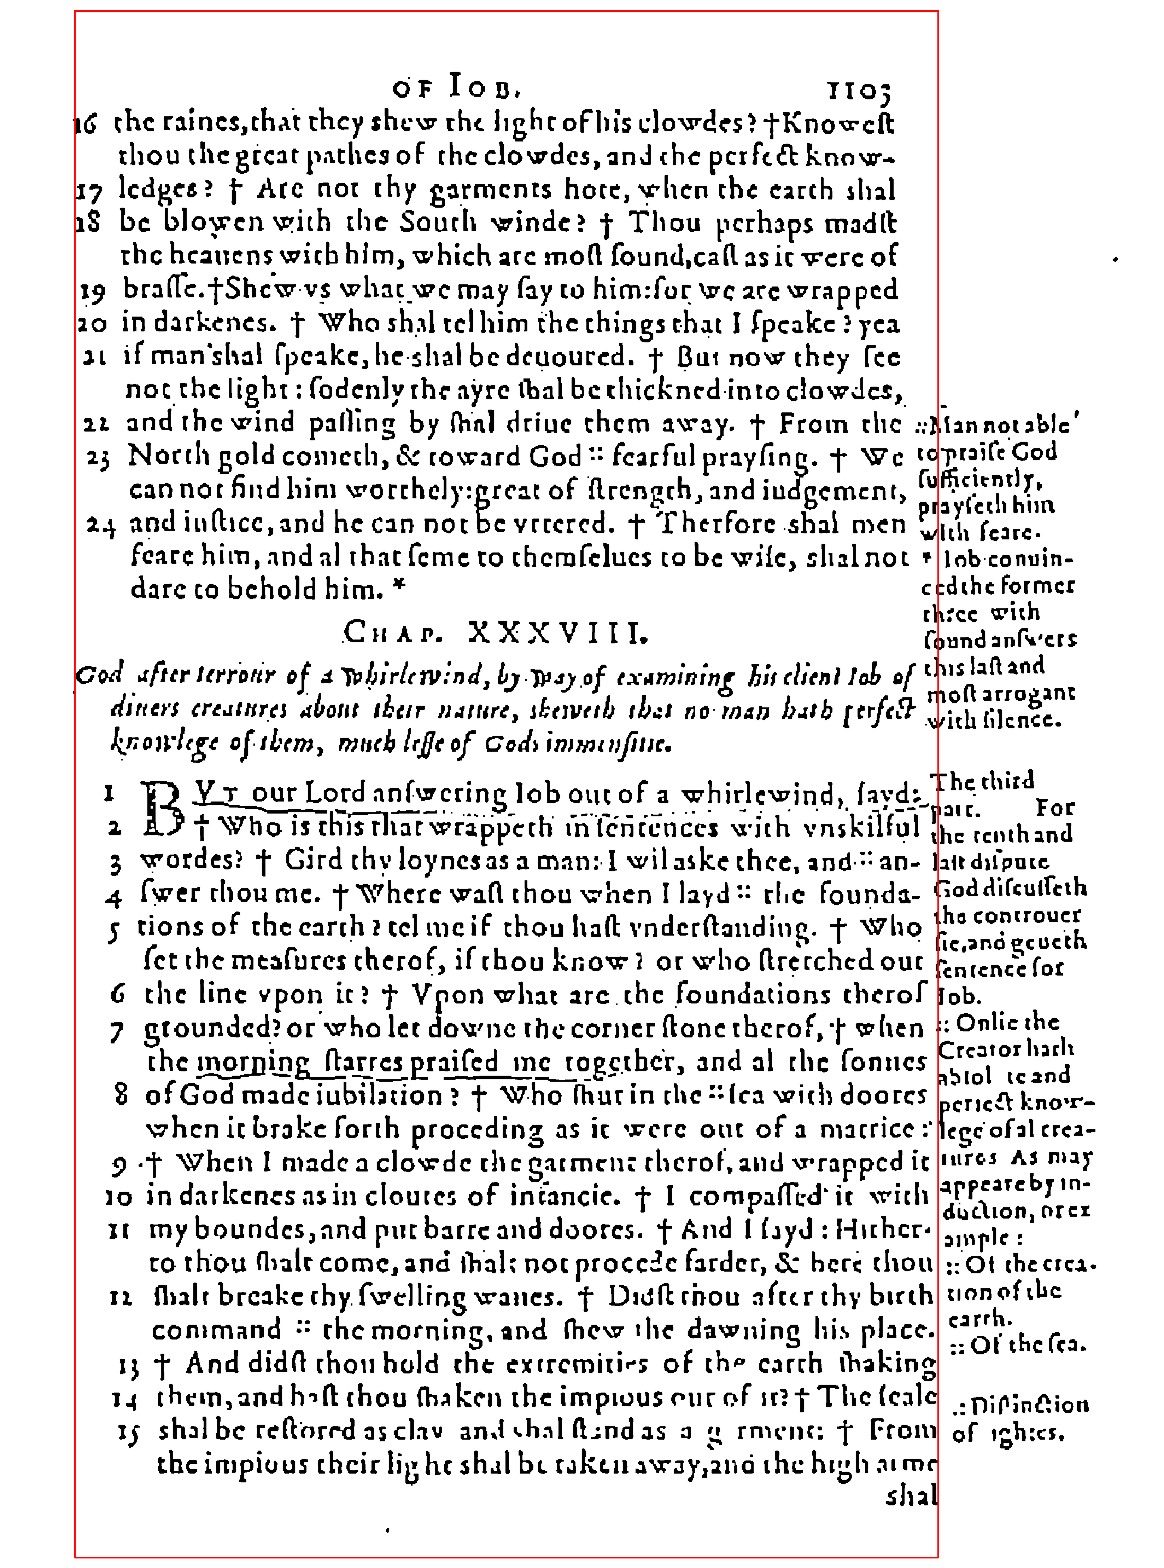 OF IOB. 1103
16 the raines, that they shew the light of his clowdes? †Knowest
thou the great pathes of the clowdes, and the perfect know-
17 ledges? † Are not thy garments hote, when the earth shal
18 be blowen with the South winde? † Thou perhaps madst
the heauens with him, which are most sound, cast as it were of
19 brasse. †Shew vs what we may say to him: for we are wrapped
20 in darkenes. † Who shal tel him the things that I speake? yea
21 if man shal speake, he shal be deuoured. † But now they see
not the light: sodenly the ayre shal be thickned into clowdes,
22 and the wind passing by shal driue them away. † From the
23 North gold cometh, & toward God :: fearful praysing. † We
can not find him worthely: great of strength, and iudgement,
24 and iustice, and he can not be vttered. † Therfore shal men
feare him, and al that seme to themselues to be wise, shal not
dare to behold him. *
CHAP. XXXVIII.
God after terrour of a whirlewind, by way of examining his client Iob of
diuers creatures about their nature, sheweth that no man hath perfect
knowlege of them, much lesse of Gods immensitie.
1 BVT our Lord answering Iob out of a whirlewind, sayd:
2 † Who is this that wrappeth in sentences with vnskilful
3 wordes? † Gird thy loynes as a man: I wil aske thee, and :: an-
4 swer thou me. † Where wast thou when I layd :: the founda-
5 tions of the earth? tel me if thou hast vnderstanding. † Who
set the measures therof, if thou know? or who stretched out
6 the line vpon it? † Vpon what are the foundations therof
7 grounded? or who let downe the corner stone therof, † when
the morning starres praised me together, and al the sonnes
8 of God made iubilation? † Who shut in the :: sea with doores
when it brake forth proceding as it were out of a matrice:
9 † When I made a clowde the garment therof, and wrapped it
10 in darkenes as in cloutes of infancie. † I compassed it with
11 my boundes, and put barre and doores. † And I sayd: Hither-
to thou shalt come, and shalt not procede farder, & here thou
12 shalt breake thy swelling waues. † Didst thou after thy birth
command :: the morning, and shew the dawning his place.
13 † And didst thou hold the extremities of the earth shaking
14 them, and hast thou shaken the impious out of it? † The seale
15 shal be restored as clay and shal stand as a garment: † From
the impious their light shal be taken away, and the high arme
shal
:: Man not able
to praise God
sufficiently,
prayseth him
with feare.
* Iob conuin-
ced the former
three with
sound answers
this last and
most arrogant
with silence.
The third
part. For
the tenth and
last dispute
God discusseth
the controuer
sie, and geueth
sentence for
Iob.
:: Onlie the
Creator hath
absolute and
perfect know-
lege of al crea-
tures As may
appeare by in-
duction, or ex
ample:
:: Of the crea-
tion of the
earth.
:: Of the sea.
:: Distinction
of lightes.